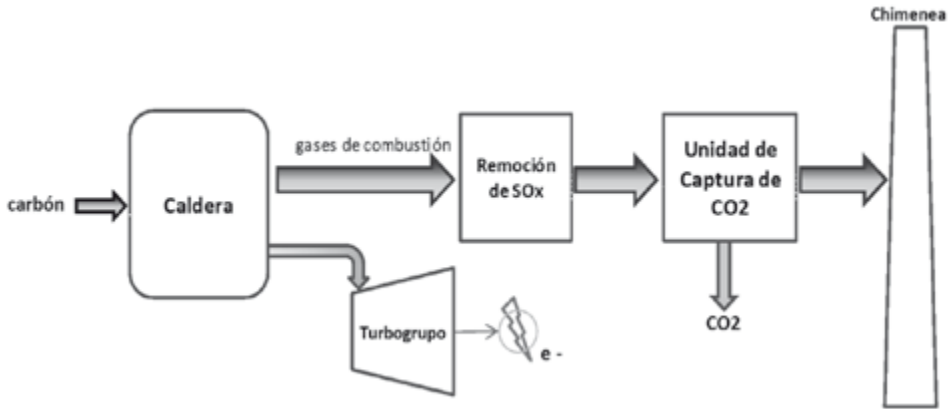 Chimenea
gases de combustión
Remoción
de SOx
Unidad de
Captura de
CO2
carbón
Caldera
CO2
Turbogrupo
e -